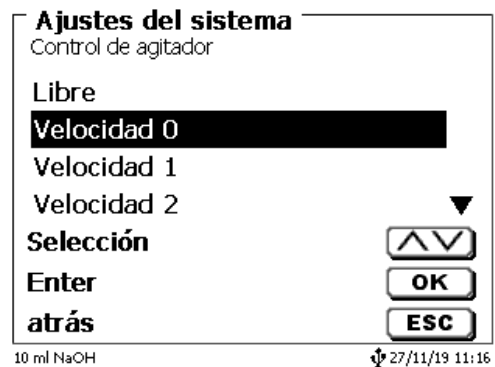 Ajustes del sistema
Control de agitador
Libre
Velocidad 0
Velocidad 1
Velocidad 2
Selección
Enter OK
atrás ESC
10 ml NaOH 27/11/19 11:16